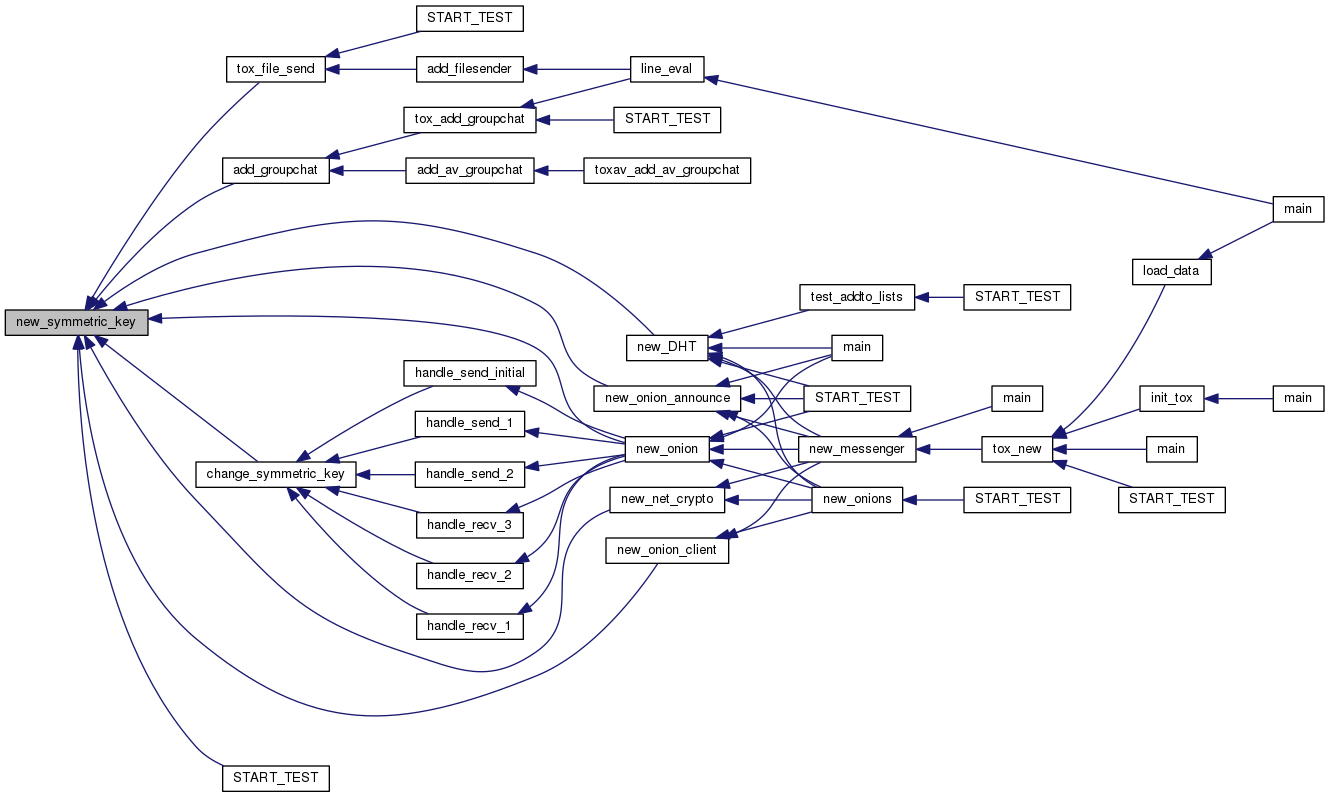 START_TEST
tox_file_send
add_filesender
line_eval
tox_add_groupchat
START_TEST
add_groupchat
add_av_groupchat
toxav_add_av_groupchat
main
load_data
test_addto_lists
START_TEST
new_symmetric_key
new_DHT
main
handle_send_initial
new_onion_announce
START_TEST
main
init_tox
main
handle_send_1
new_onion
new_messenger
tox_new
main
change_symmetric_key
handle_send_2
new_net_crypto
new_onions
START_TEST
START_TEST
handle_recv_3
new_onion_client
handle_recv_2
handle_recv_1
START_TEST